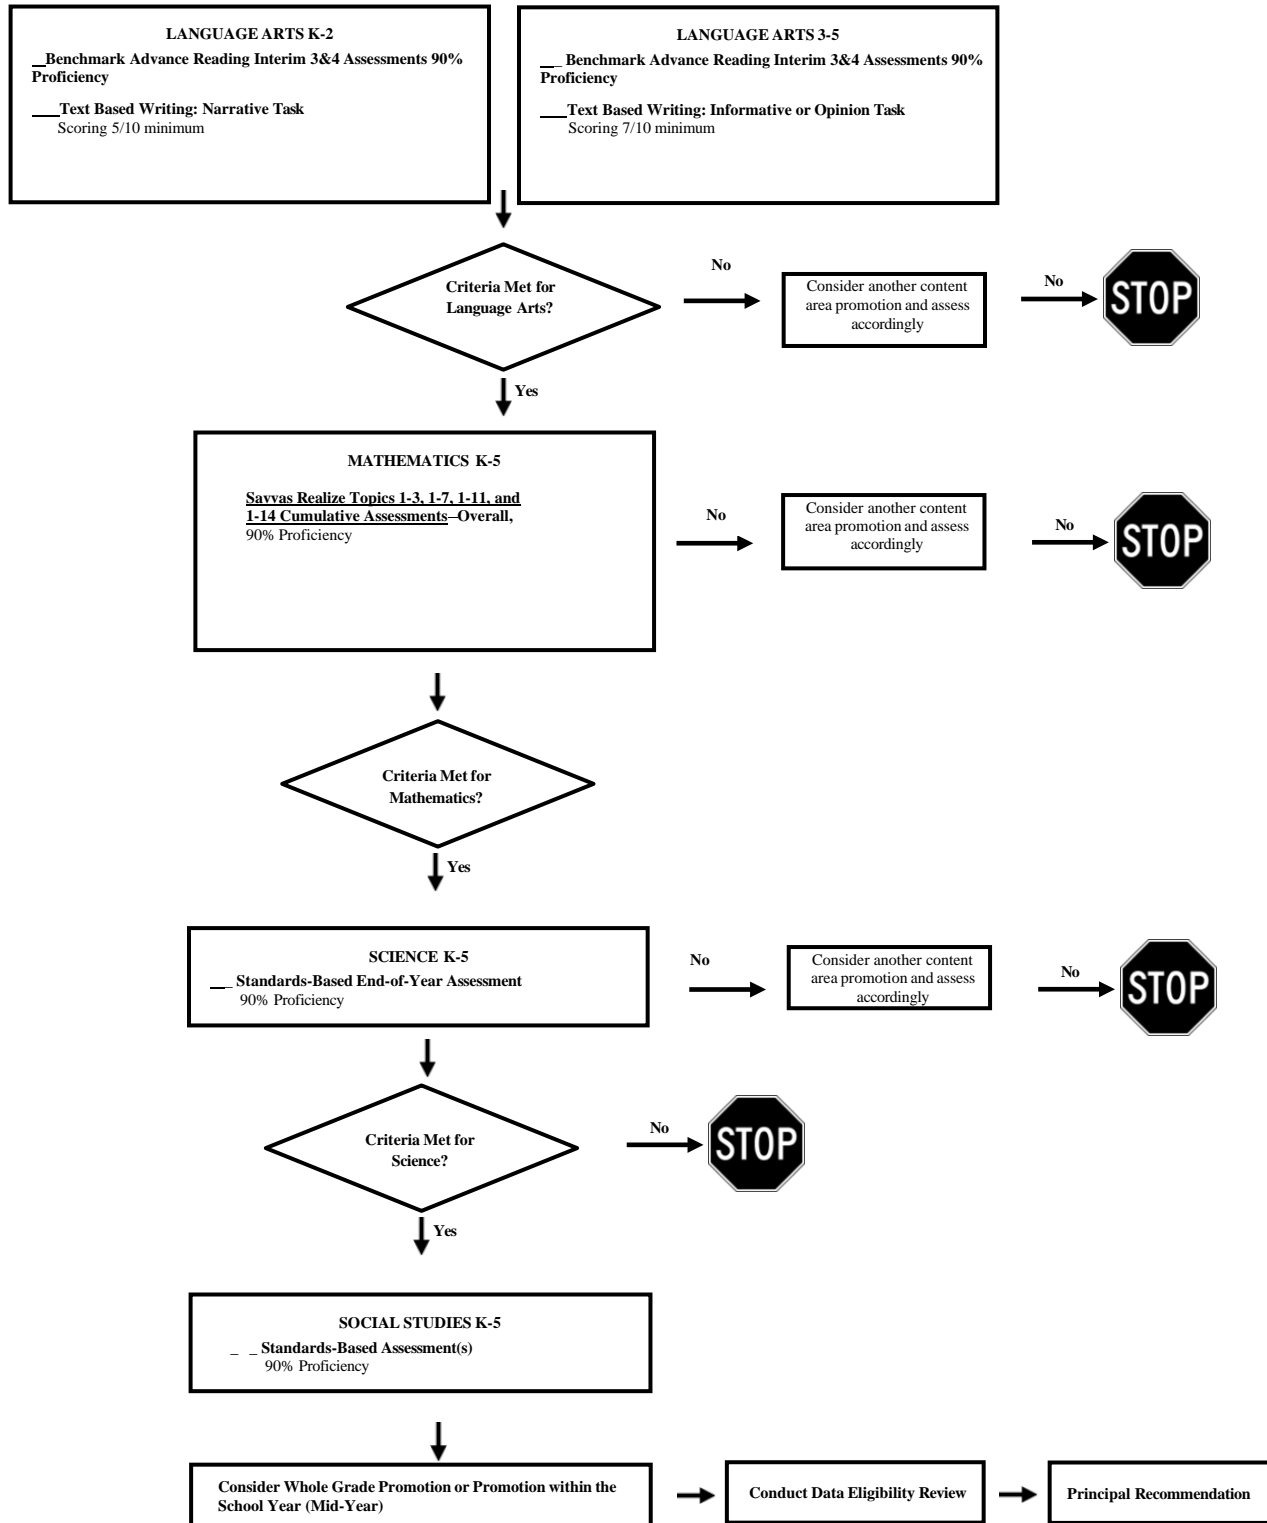 LANGUAGE ARTS K-2
__Benchmark Advance Reading Interim 3&4 Assessments 90%
Proficiency
___Text Based Writing: Narrative Task
Scoring 5/10 minimum
LANGUAGE ARTS 3-5
___ Benchmark Advance Reading Interim 3&4 Assessments 90%
Proficiency
___Text Based Writing: Informative or Opinion Task
Scoring 7/10 minimum
Criteria Met for
Language Arts?
No
Consider another content
area promotion and assess
accordingly
No
STOP
Yes
MATHEMATICS K-5
Savvas Realize Topics 1-3, 1-7, 1-11, and
1-14 Cumulative Assessments–Overall,
90% Proficiency
No
Consider another content
area promotion and assess
accordingly
No
STOP
Criteria Met for
Mathematics?
Yes
SCIENCE K-5
___ Standards-Based End-of-Year Assessment
90% Proficiency
No
Consider another content
area promotion and assess
accordingly
No
STOP
Criteria Met for
Science?
No
STOP
Yes
SOCIAL STUDIES K-5
_ _ Standards-Based Assessment(s)
90% Proficiency
Consider Whole Grade Promotion or Promotion within the
School Year (Mid-Year)
Conduct Data Eligibility Review
Principal Recommendation